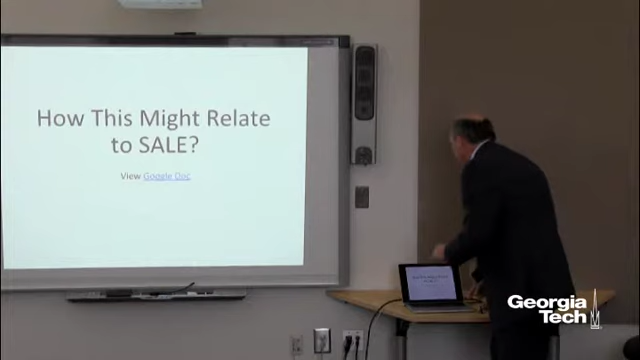 How This Might Relate
to SALE?
View Google Doc
Georgia
Tech